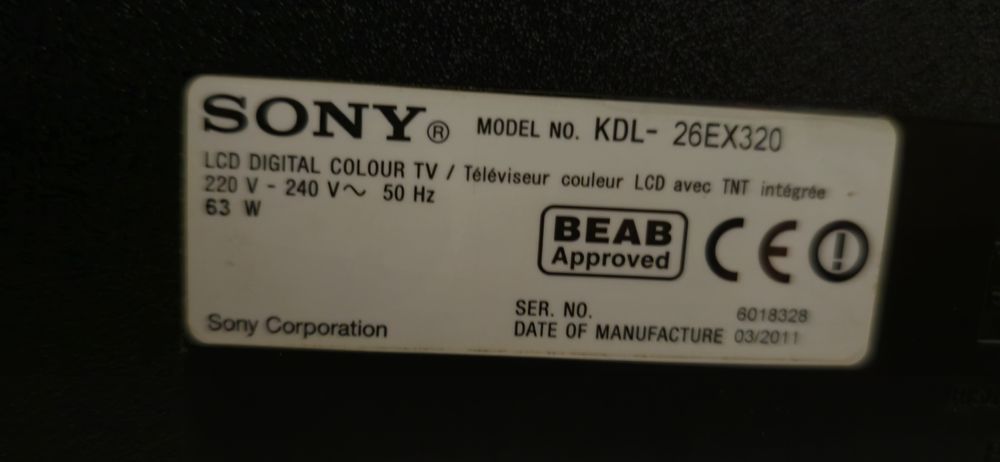 SONY® MODEL NO. KDL- 26EX320
LCD DIGITAL COLOUR TV / Téléviseur couleur LCD avec TNT intégrée
220 V - 240 V~ 50 Hz
63 W
BEAB
Approved
CE
SER. NO. 6018328
DATE OF MANUFACTURE 03/2011
Sony Corporation